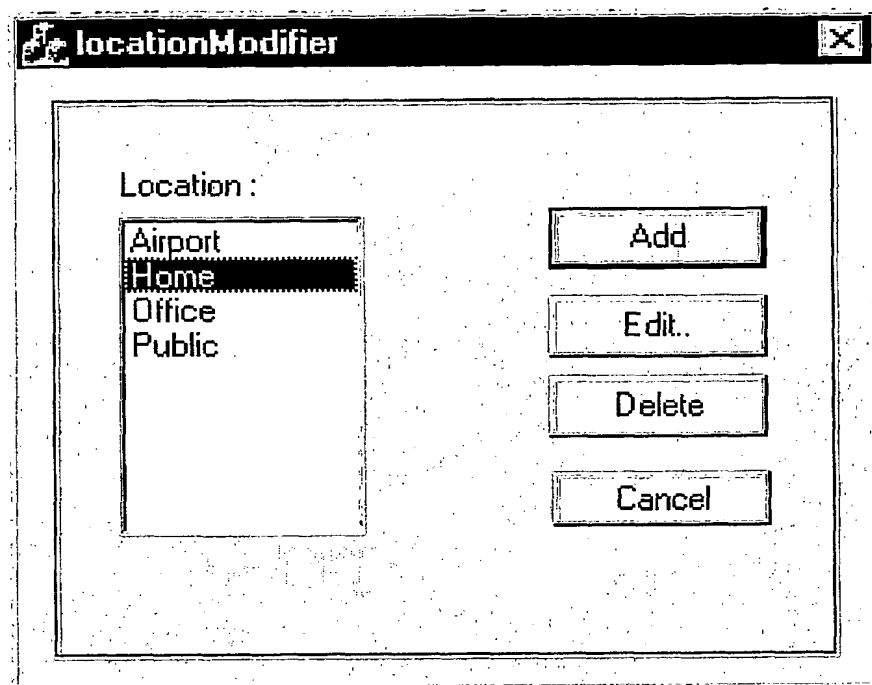 locationModifier
Location :
Airport
Home
Office
Public
Add
Edit..
Delete
Cancel